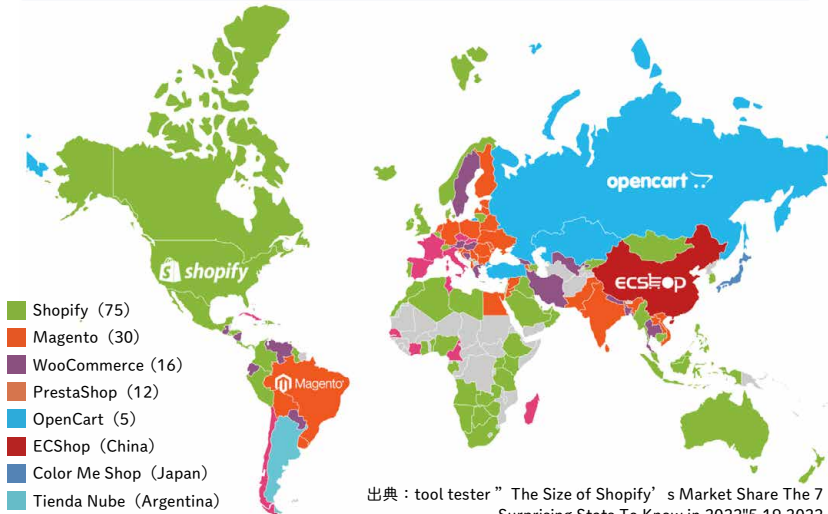 opencart
shopify
ECSHOP
Shopify（75）
Magento（30）
WooCommerce (16）
PrestaShop（12）
OpenCart（5）
ECShop（China）
Color Me Shop（Japan）
Tienda Nube（Argentina）
Magento
出典：tool tester ” The Size of Shopify’ s Market Share The 7